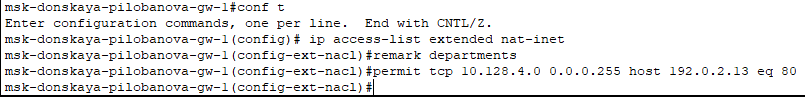 msk-donskaya-pilobanova-gw-1#conf t
Enter configuration commands, one per line.  End with CNTL/Z.
msk-donskaya-pilobanova-gw-1(config)# ip access-list extended nat-inet
msk-donskaya-pilobanova-gw-1(config-ext-nacl)#remark departments
msk-donskaya-pilobanova-gw-1(config-ext-nacl)#permit tcp 10.128.4.0 0.0.0.255 host 192.0.2.13 eq 80
msk-donskaya-pilobanova-gw-1(config-ext-nacl)#